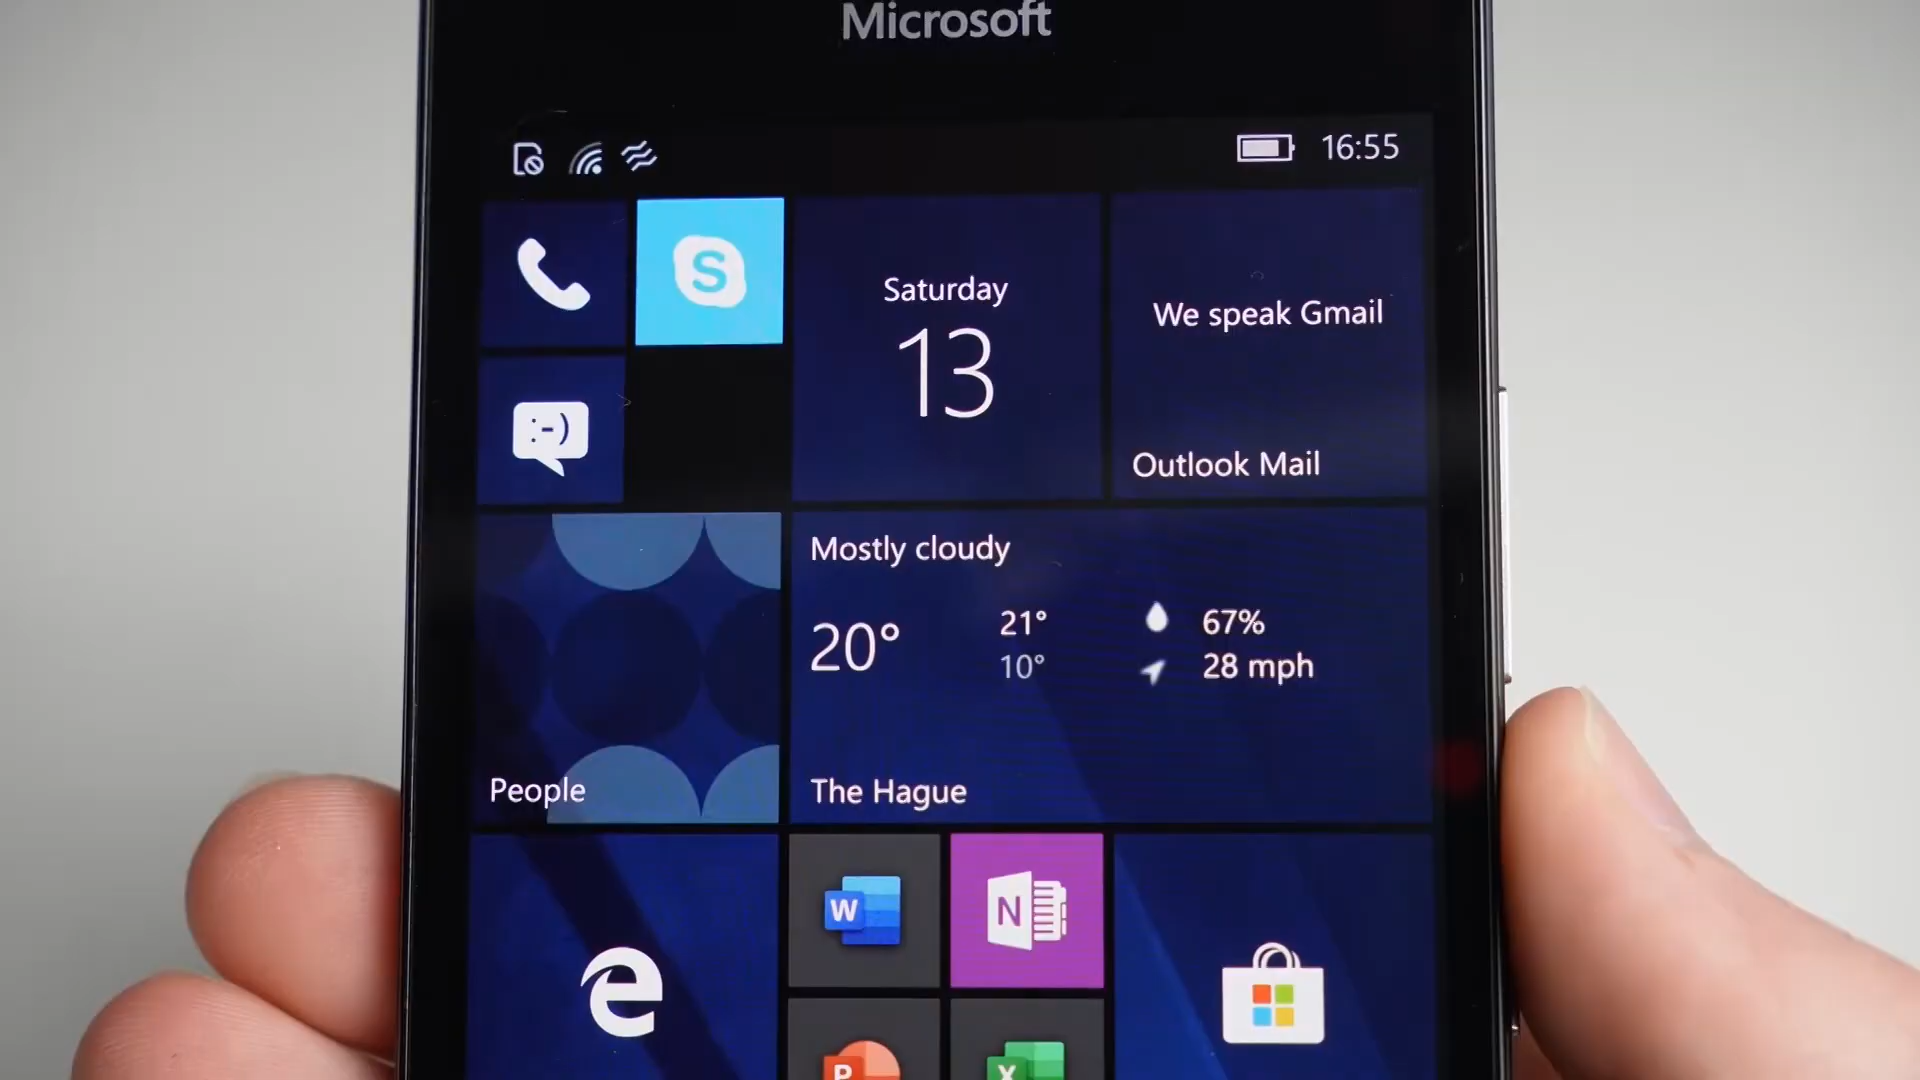 Microsoft
16:55
S
Saturday
13
We speak Gmail
Outlook Mail
:-)
Mostly cloudy
20°
21°
10°
67%
28 mph
People
The Hague
W
N
e
P
X